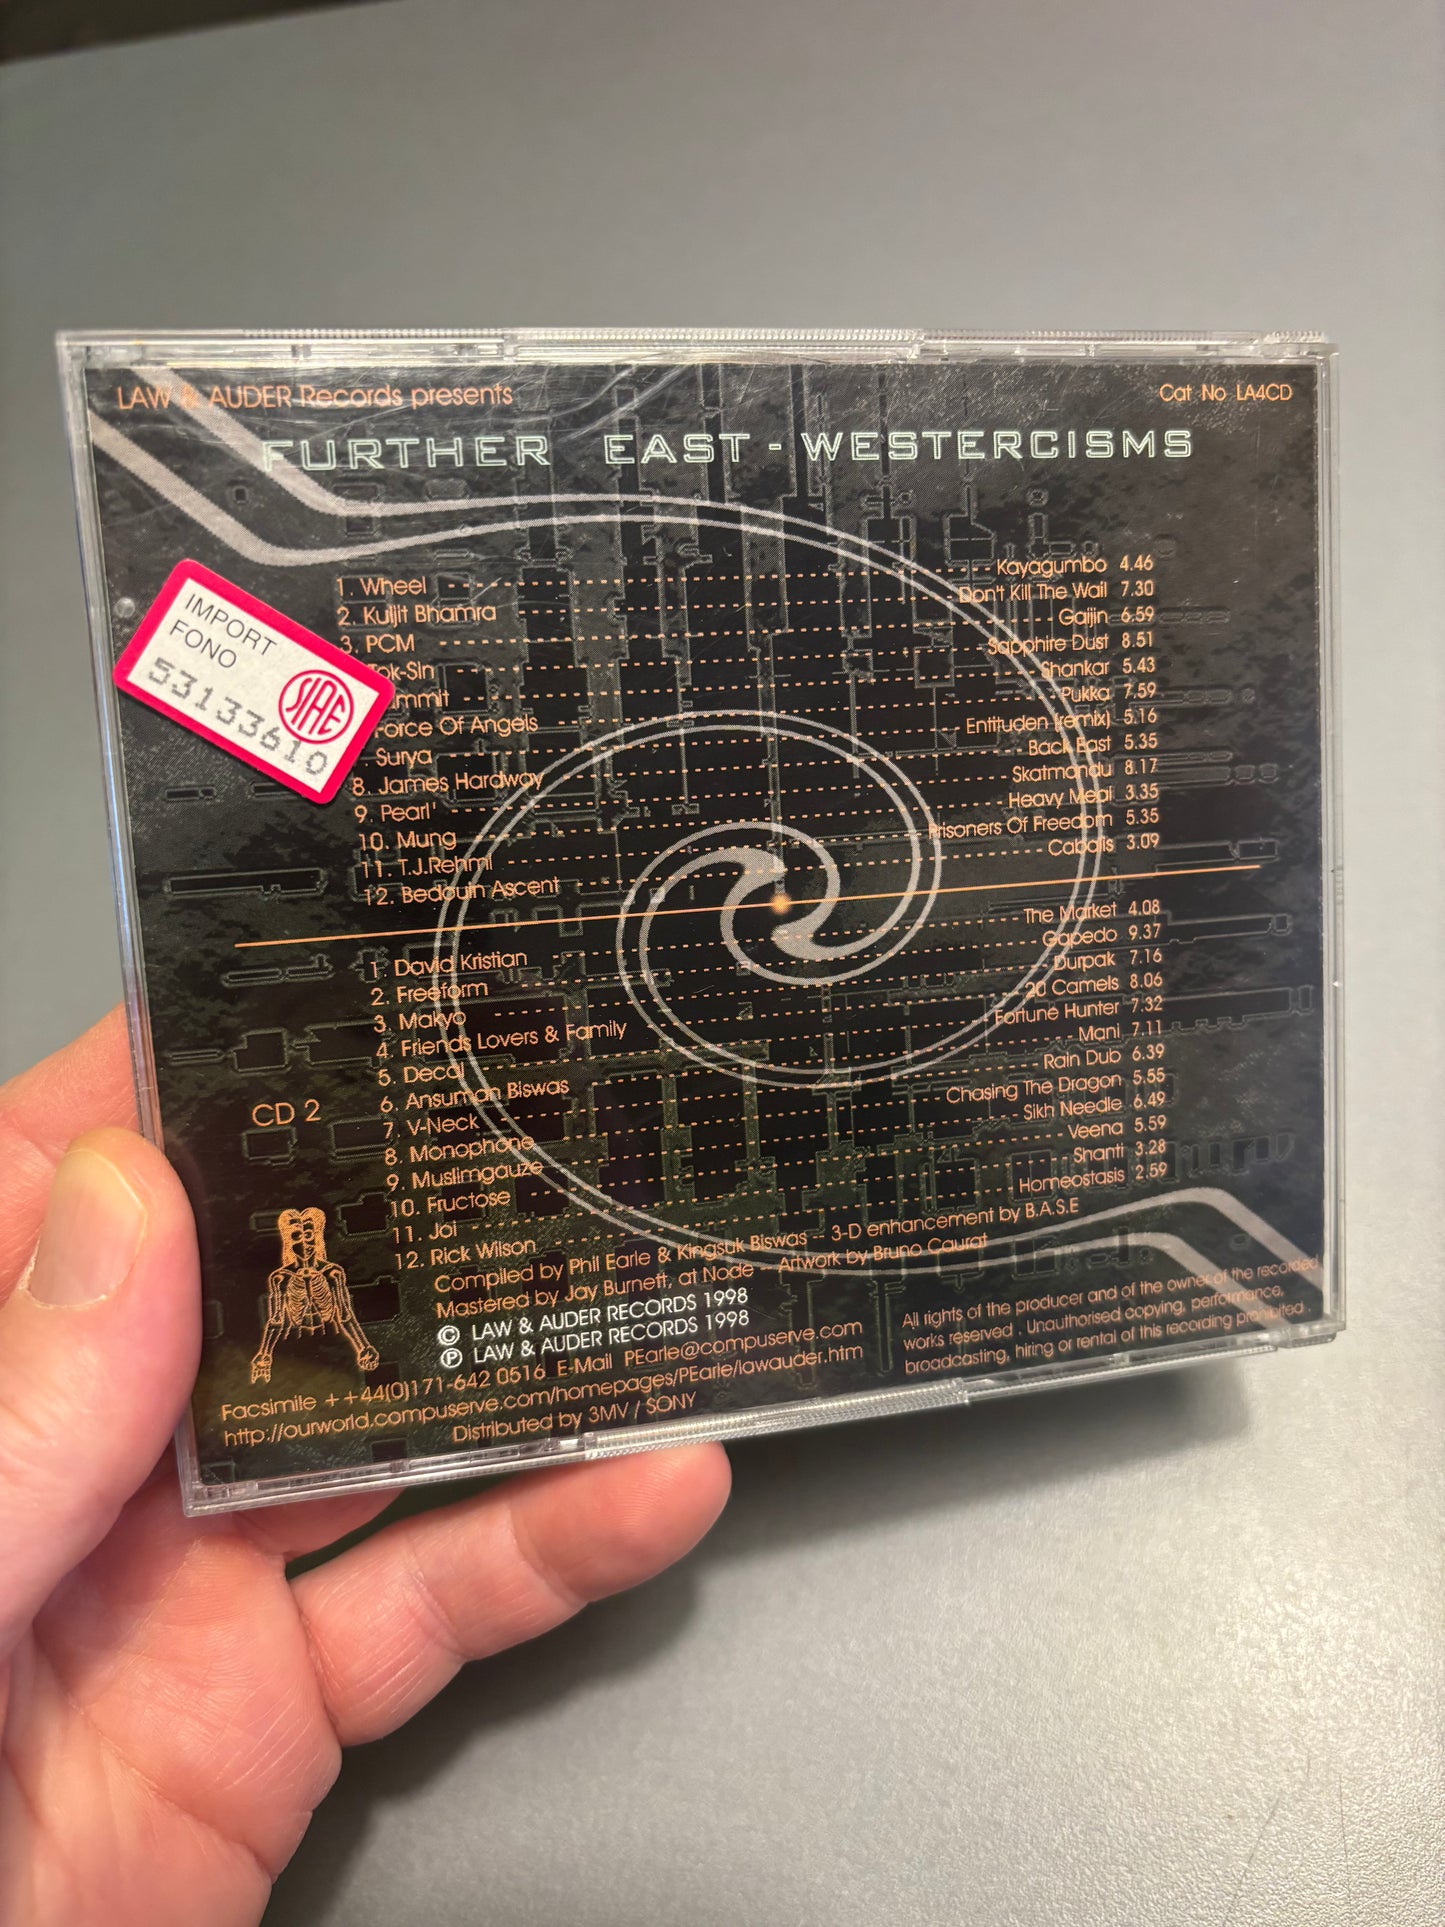 LAW & AUDER Records presents
Cat No LA4CD
FURTHER EAST - WESTERCISMS
IMPORT
FONO
SIAE
53133610
1. Wheel Kayagumbo 4.46
2. Kuljit Bhamra Don't Kill The Wail 7.30
3. PCM Gaijin 6.59
ok-Sin Sapphire Dust 8.51
mmit Shankar 5.43
Force Of Angels Pukka 7.59
Surya Entituden (remix) 5.16
8. James Hardway Back East 5.35
9. Pearl' Skatmandu 8.17
10. Mung Heavy Mebi 3.35
11. T.J.Rehmi Prisoners Of Freedom 5.35
12. Bedouin Ascent Cabalis 3.09
CD 2
1. David Kristian The Market 4.08
2. Freeform Gapedo 9.37
3. Makyo Durpak 7.16
4. Friends Lovers & Family 20 Camels 8.06
5. Decal Fortune Hunter 7.32
6. Ansuman Biswas Mani 7.11
7. V-Neck Rain Dub 6.39
8. Monophone Chasing The Dragon 5.55
9. Muslimgauze Sikh Needle 6.49
10. Fructose Veena 5.59
11. Joi Shanti 3.28
12. Rick Wilson Homeostasis 2.59
Compiled by Phil Earle & Kingsuk Biswas -- 3-D enhancement by B.A.S.E
Mastered by Jay Burnett, at Node -- Artwork by Bruno Caurat
© LAW & AUDER RECORDS 1998
℗ LAW & AUDER RECORDS 1998
Facsimile ++44(0)171-642 0516 E-Mail PEarle@compuserve.com
http://ourworld.compuserve.com/homepages/PEarle/lawauder.htm
Distributed by 3MV / SONY
All rights of the producer and of the owner of the recorded
works reserved . Unauthorised copying, performance,
broadcasting, hiring or rental of this recording prohibited .